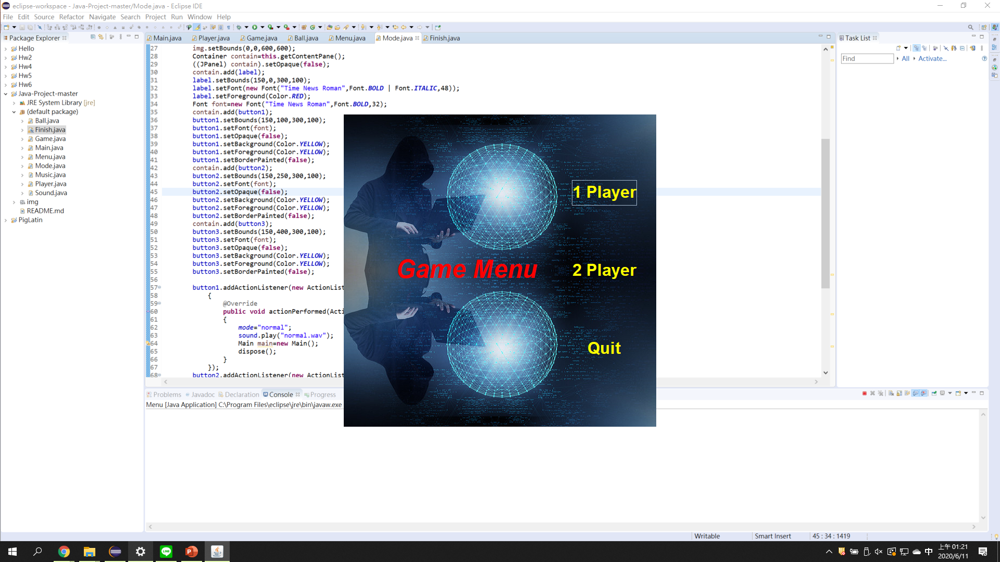 eclipse-workspace - Java-Project-master/Mode.java - Eclipse IDE
File Edit Source Refactor Navigate Search Project Run Window Help
Package Explorer
Hello
Hw2
Hw4
Hw5
Hw6
Java-Project-master
JRE System Library [jre]
(default package)
Ball.java
Finish.java
Game.java
Main.java
Menu.java
Mode.java
Music.java
Player.java
Sound.java
img
README.md
PigLatin
Main.java Player.java Game.java Ball.java Menu.java Mode.java Finish.java
27 img.setBounds(0,0,600,600);
28 Container contain=this.getContentPane();
29 ((JPanel) contain).setOpaque(false);
30 contain.add(label);
31 label.setBounds(150,0,300,100);
32 label.setFont(new Font("Time News Roman",Font.BOLD | Font.ITALIC,48));
33 label.setForeground(Color.RED);
34 Font font=new Font("Time News Roman",Font.BOLD,32);
35 contain.add(button1);
36 button1.setBounds(150,100,300,100);
37 button1.setFont(font);
38 button1.setOpaque(false);
39 button1.setBackground(Color.YELLOW);
40 button1.setForeground(Color.YELLOW);
41 button1.setBorderPainted(false);
42 contain.add(button2);
43 button2.setBounds(150,250,300,100);
44 button2.setFont(font);
45 button2.setOpaque(false);
46 button2.setBackground(Color.YELLOW);
47 button2.setForeground(Color.YELLOW);
48 button2.setBorderPainted(false);
49 contain.add(button3);
50 button3.setBounds(150,400,300,100);
51 button3.setFont(font);
52 button3.setOpaque(false);
53 button3.setBackground(Color.YELLOW);
54 button3.setForeground(Color.YELLOW);
55 button3.setBorderPainted(false);
56
57 button1.addActionListener(new ActionList
58 {
59 @Override
60 public void actionPerformed(Acti
61 {
62 mode="normal";
63 sound.play("normal.wav");
64 Main main=new Main();
65 dispose();
66 }
67 });
68 button2.addActionListener(new ActionList
1 Player
Game Menu
2 Player
Quit
Task List
Find All Activate...
Problems Javadoc Declaration Console Progress
Menu [Java Application] C:\Program Files\eclipse\jre\bin\javaw.exe
Writable Smart Insert 45 : 34 : 1419
LINE
中
上午 01:21
2020/6/11